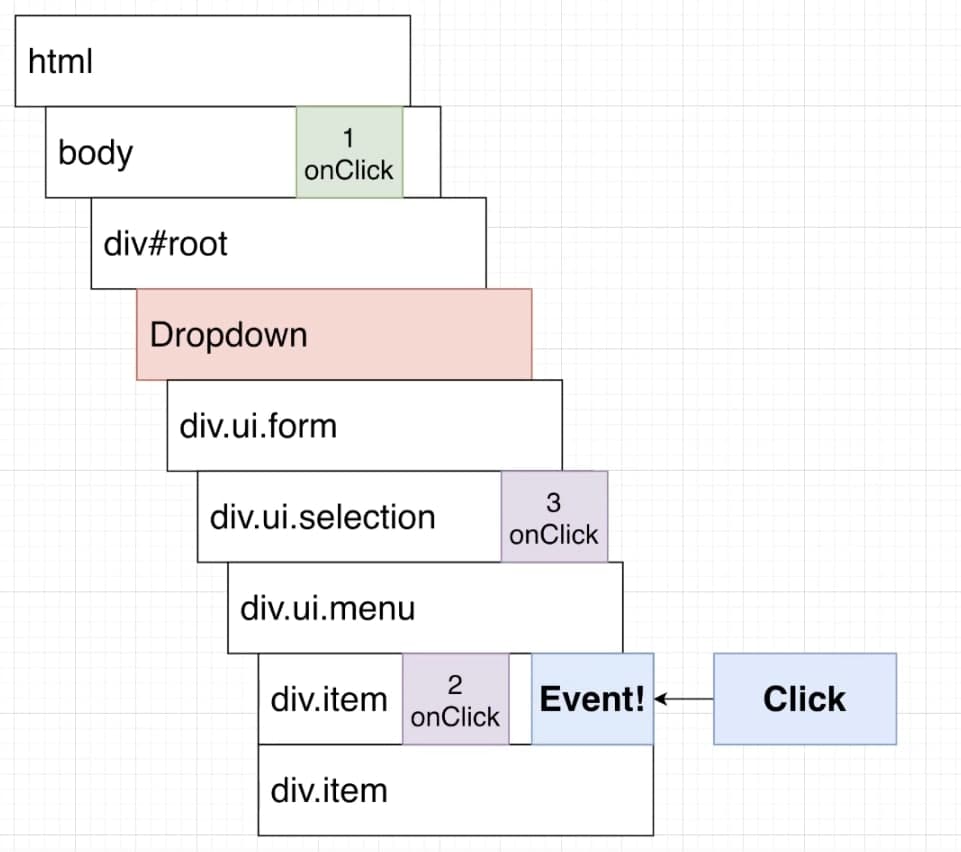 html
body
1
onClick
div#root
Dropdown
div.ui.form
div.ui.selection
3
onClick
div.ui.menu
div.item
2
onClick
Event!
Click
div.item